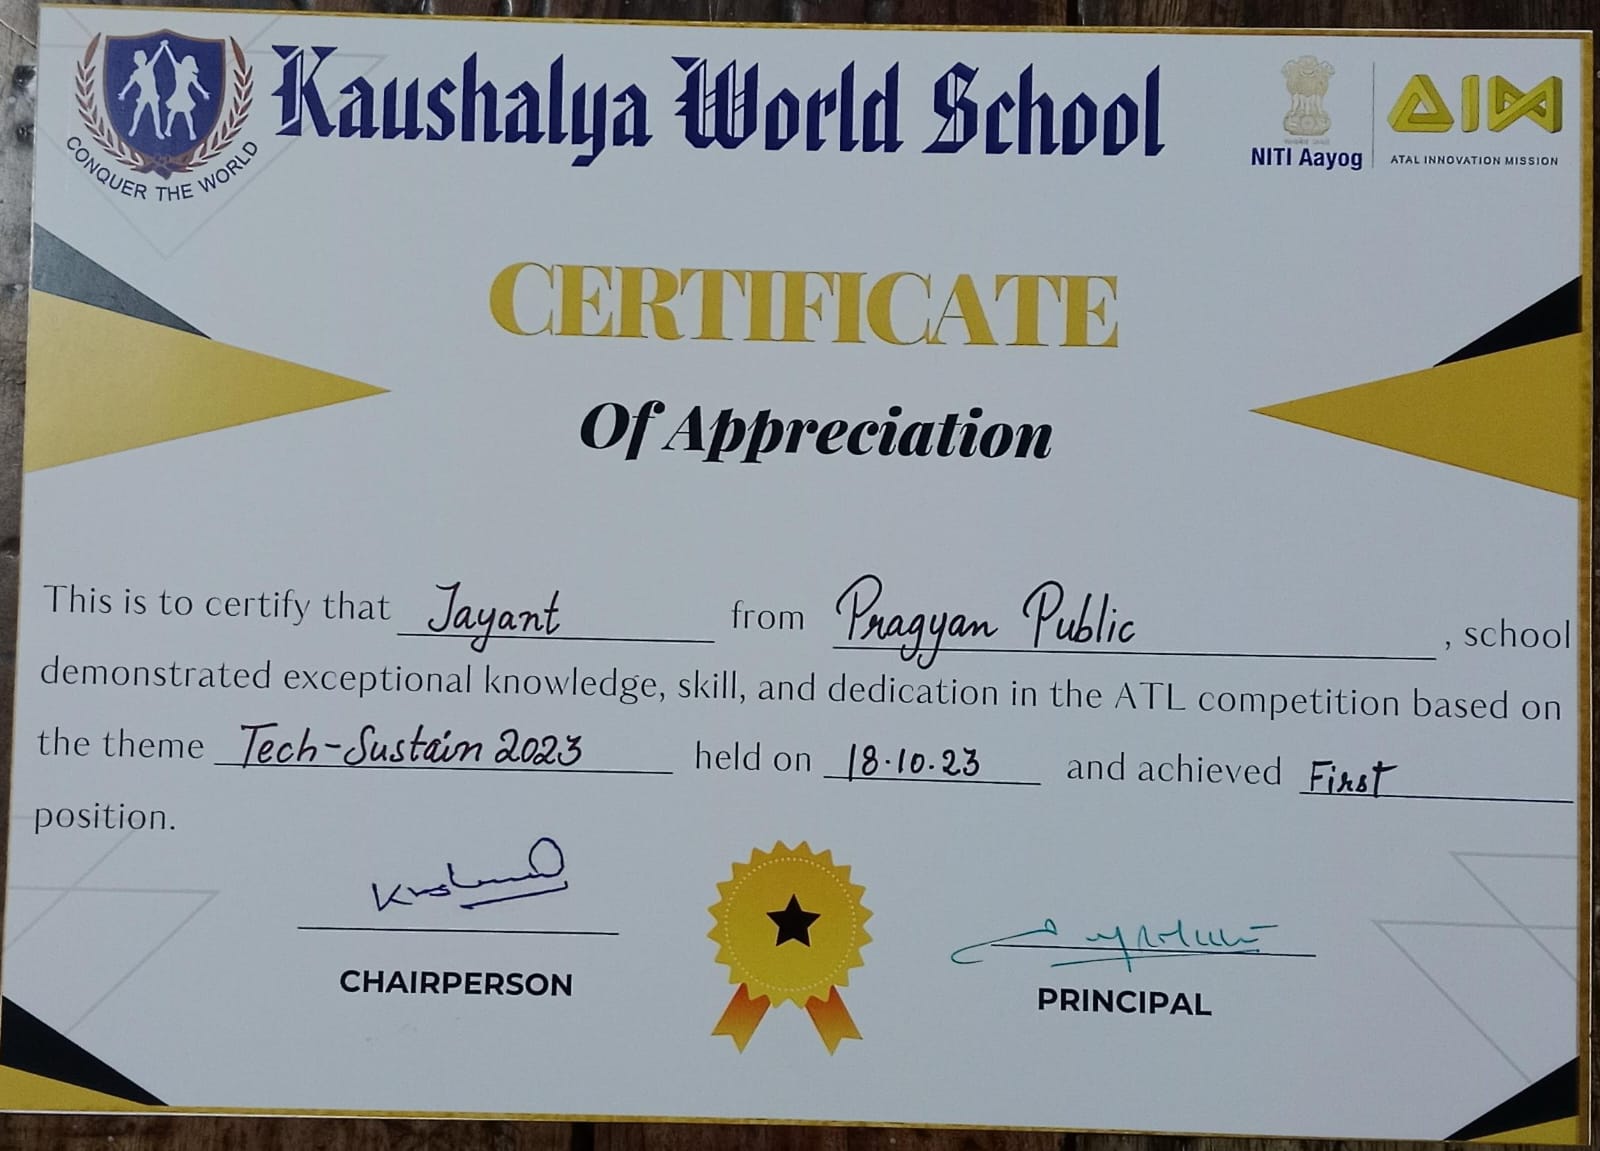 Kaushalya World School
CONQUER THE WORLD
NITI Aayog
AIM
ATAL INNOVATION MISSION
CERTIFICATE
Of Appreciation
This is to certify that Jayant from Pragyan Public , school
demonstrated exceptional knowledge, skill, and dedication in the ATL competition based on
the theme Tech-Sustain 2023 held on 18.10.23 and achieved First
position.
CHAIRPERSON
PRINCIPAL